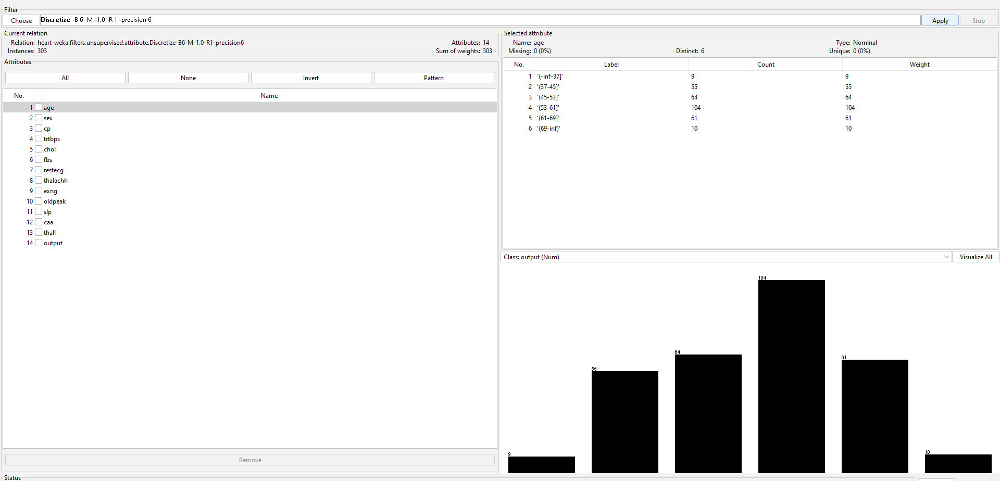 Filter
Choose Discretize -B 6 -M -1.0 -R 1 -precision 6 Apply Stop
Current relation
Relation: heart-weka.filters.unsupervised.attribute.Discretize-B6-M-1.0-R1-precision6 Attributes: 14
Instances: 303 Sum of weights: 303
Attributes
All None Invert Pattern
No. Name
1 age
2 sex
3 cp
4 trtbps
5 chol
6 fbs
7 restecg
8 thalachh
9 exng
10 oldpeak
11 slp
12 caa
13 thall
14 output
Remove
Status
Selected attribute
Name: age Type: Nominal
Missing: 0 (0%) Distinct: 6 Unique: 0 (0%)
No. Label Count Weight
1 '(-inf-37]' 9 9
2 '(37-45]' 55 55
3 '(45-53]' 64 64
4 '(53-61]' 104 104
5 '(61-69]' 61 61
6 '(69-inf)' 10 10
Class: output (Num) Visualize All
9
55
64
104
61
10